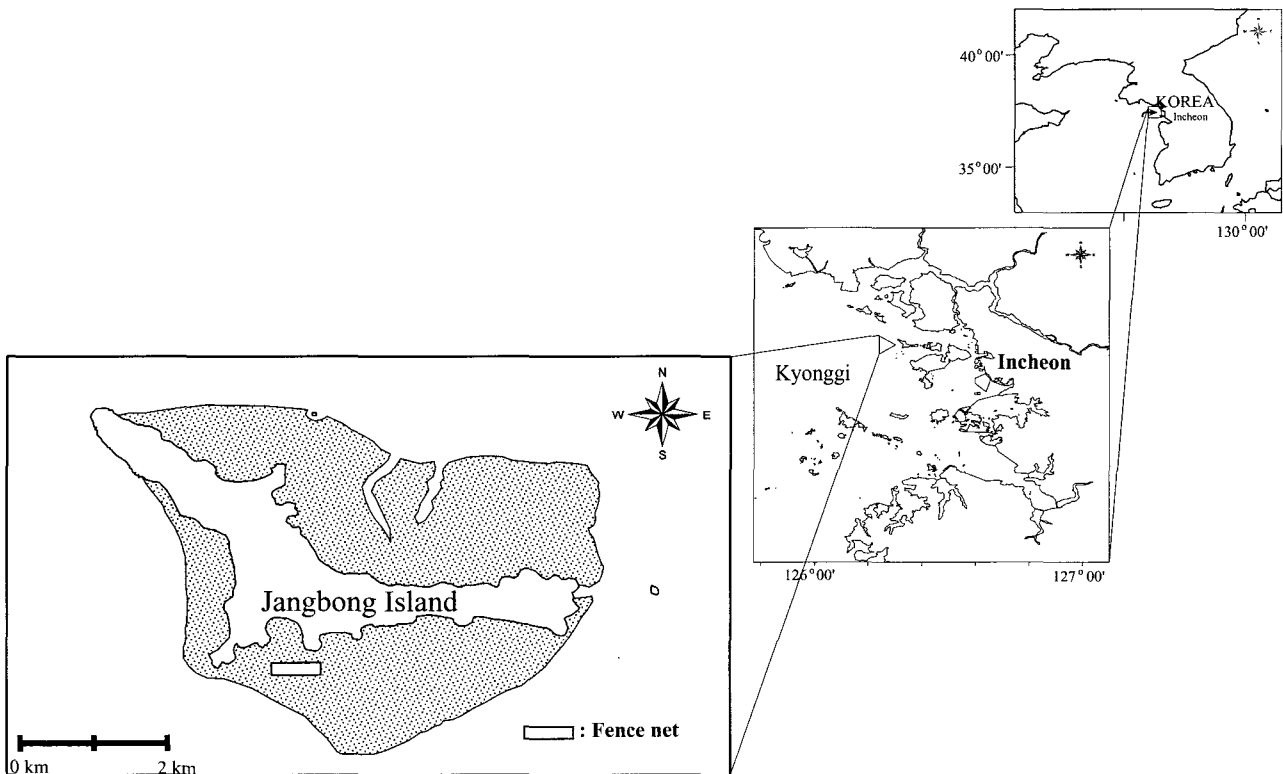 40°00'
KOREA
Incheon
35°00'
130°00'
Kyonggi
Incheon
126°00'
127°00'
N
W E
S
Jangbong Island
: Fence net
0 km 2 km